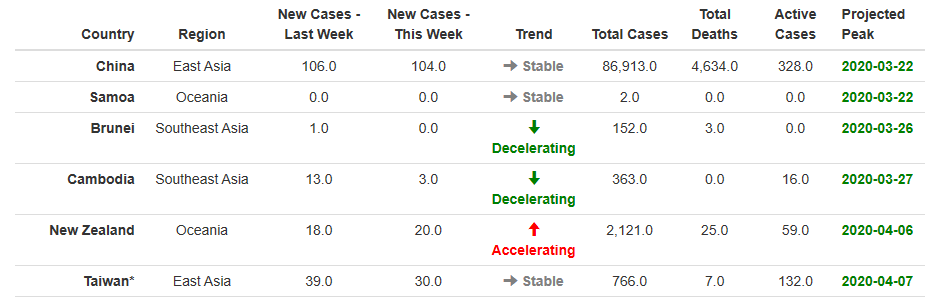 Country Region New Cases - Last Week New Cases - This Week Trend Total Cases Total Deaths Active Cases Projected Peak
China East Asia 106.0 104.0 → Stable 86,913.0 4,634.0 328.0 2020-03-22
Samoa Oceania 0.0 0.0 → Stable 2.0 0.0 0.0 2020-03-22
Brunei Southeast Asia 1.0 0.0 ↓ Decelerating 152.0 3.0 0.0 2020-03-26
Cambodia Southeast Asia 13.0 3.0 ↓ Decelerating 363.0 0.0 16.0 2020-03-27
New Zealand Oceania 18.0 20.0 ↑ Accelerating 2,121.0 25.0 59.0 2020-04-06
Taiwan* East Asia 39.0 30.0 → Stable 766.0 7.0 132.0 2020-04-07